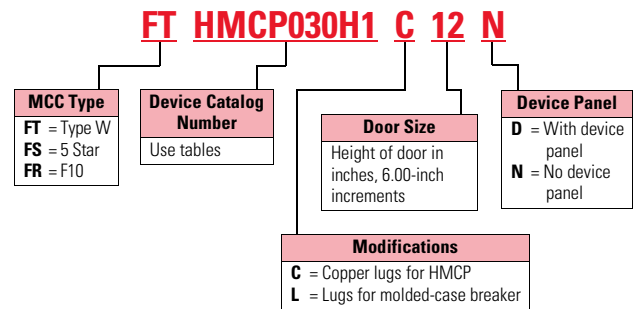 FT HMCP030H1 C 12 N
MCC Type
FT = Type W
FS = 5 Star
FR = F10
Device Catalog
Number
Use tables
Door Size
Height of door in
inches, 6.00-inch
increments
Device Panel
D = With device
panel
N = No device
panel
Modifications
C = Copper lugs for HMCP
L = Lugs for molded-case breaker